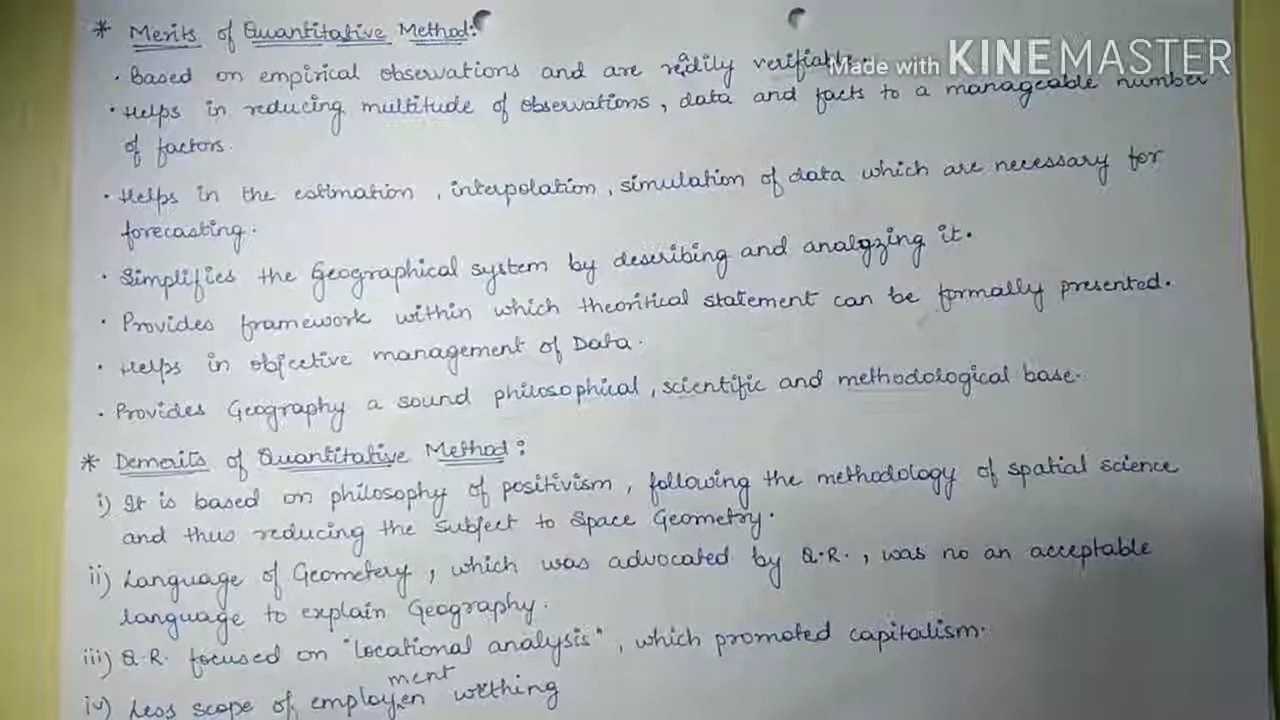 * Merits of Quantitative Method:
Made with KINEMASTER
· Based on empirical observations and are readily verifiable
· Helps in reducing multitude of observations, data and facts to a manageable number
of factors.
· Helps in the estimation, interpolation, simulation of data which are necessary for
forecasting.
· Simplifies the Geographical system by describing and analyzing it.
· Provides framework within which theoritical statement can be formally presented.
· Helps in objective management of Data.
· Provides Geography a sound philosophical, scientific and methodological base.
* Demerits of Quantitative Method:
i) It is based on philosophy of positivism, following the methodology of spatial science
and thus reducing the subject to Space Geometry.
ii) Language of Geometery, which was advocated by Q.R., was no an acceptable
language to explain Geography.
iii) Q.R. focused on "locational analysis", which promoted capitalism.
ment
iv) Less scope of employ